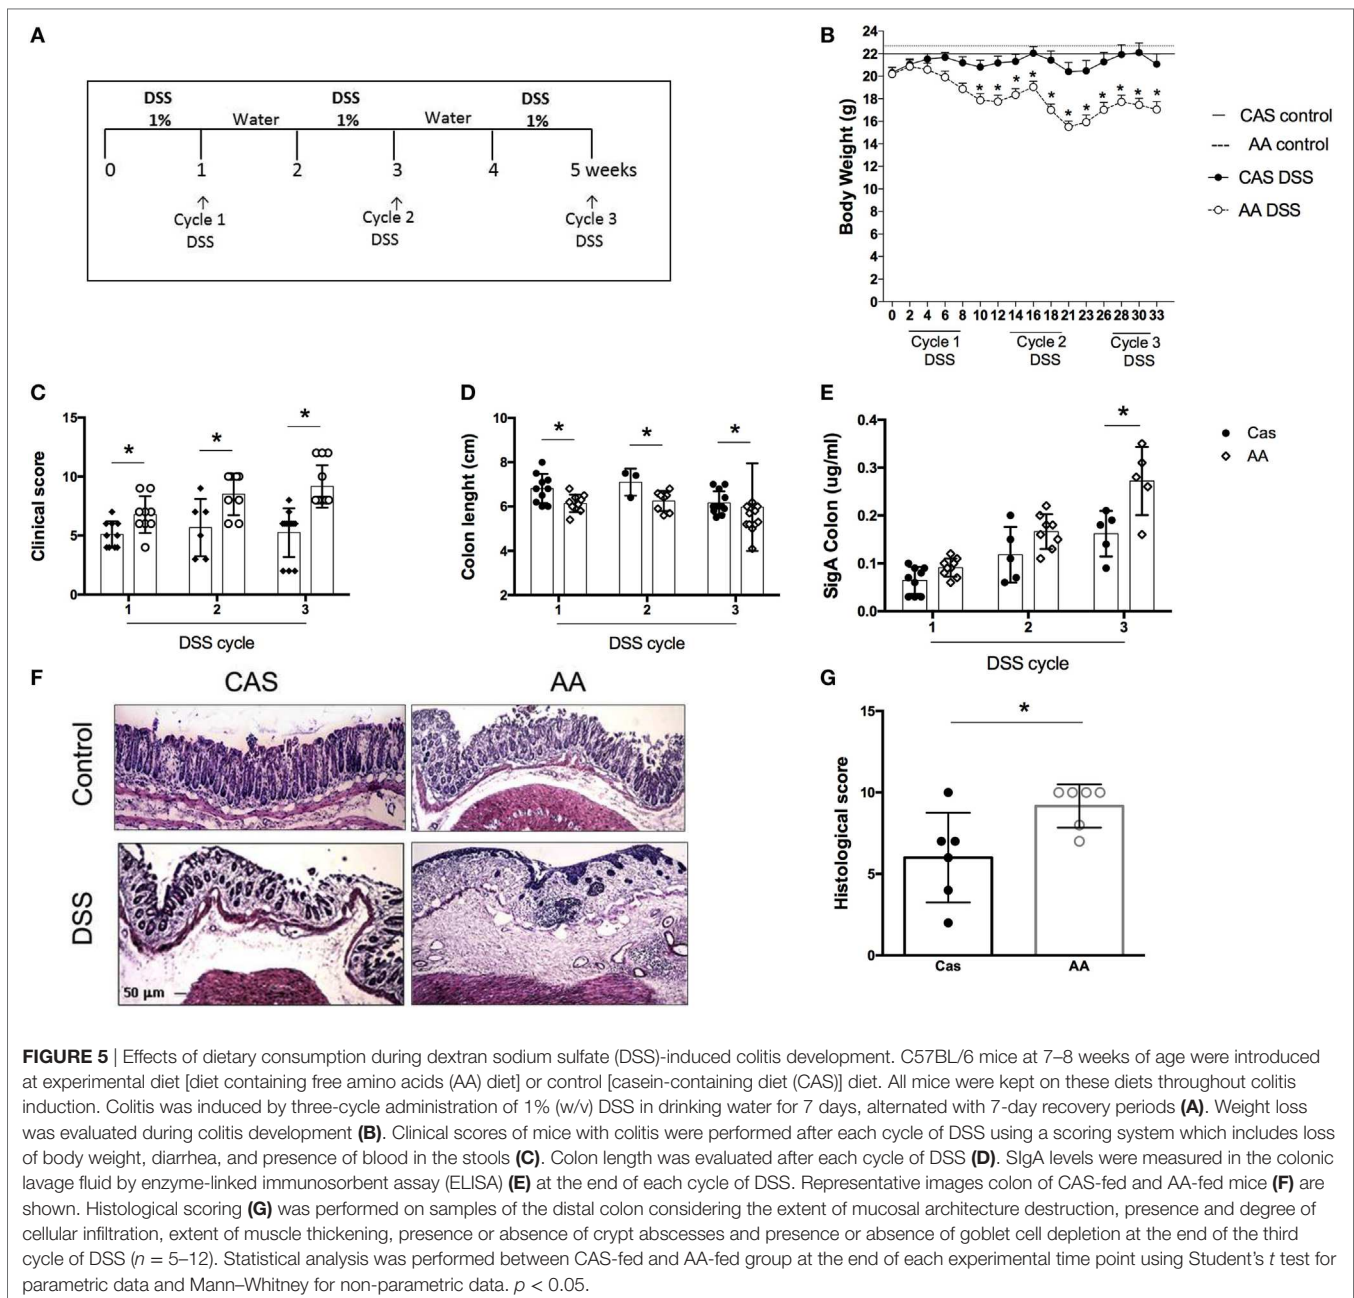 A
DSS DSS DSS
1% Water 1% Water 1%
0 1 2 3 4 5 weeks
Cycle 1 Cycle 2 Cycle 3
DSS DSS DSS
B
Body Weight (g)
24
22
20
18
16
14
12
10
8
6
4
2
0
* * * * * * * * * * *
0 2 4 6 8 10 12 14 16 18 21 23 26 28 30 33
Cycle 1 Cycle 2 Cycle 3
DSS DSS DSS
CAS control
AA control
CAS DSS
AA DSS
C
Clinical score
15
10
5
0
* * *
1 2 3
DSS cycle
D
Colon lenght (cm)
10
8
6
4
2
* * *
1 2 3
DSS cycle
E
SigA Colon (ug/ml)
0.4
0.3
0.2
0.1
0.0
*
1 2 3
DSS cycle
Cas
AA
F
CAS AA
Control
DSS
50 μm
G
Histological score
15
10
5
0
*
Cas AA
FIGURE 5 | Effects of dietary consumption during dextran sodium sulfate (DSS)-induced colitis development. C57BL/6 mice at 7–8 weeks of age were introduced
at experimental diet [diet containing free amino acids (AA) diet] or control [casein-containing diet (CAS)] diet. All mice were kept on these diets throughout colitis
induction. Colitis was induced by three-cycle administration of 1% (w/v) DSS in drinking water for 7 days, alternated with 7-day recovery periods (A). Weight loss
was evaluated during colitis development (B). Clinical scores of mice with colitis were performed after each cycle of DSS using a scoring system which includes loss
of body weight, diarrhea, and presence of blood in the stools (C). Colon length was evaluated after each cycle of DSS (D). SIgA levels were measured in the colonic
lavage fluid by enzyme-linked immunosorbent assay (ELISA) (E) at the end of each cycle of DSS. Representative images colon of CAS-fed and AA-fed mice (F) are
shown. Histological scoring (G) was performed on samples of the distal colon considering the extent of mucosal architecture destruction, presence and degree of
cellular infiltration, extent of muscle thickening, presence or absence of crypt abscesses and presence or absence of goblet cell depletion at the end of the third
cycle of DSS (n = 5–12). Statistical analysis was performed between CAS-fed and AA-fed group at the end of each experimental time point using Student's t test for
parametric data and Mann–Whitney for non-parametric data. p < 0.05.